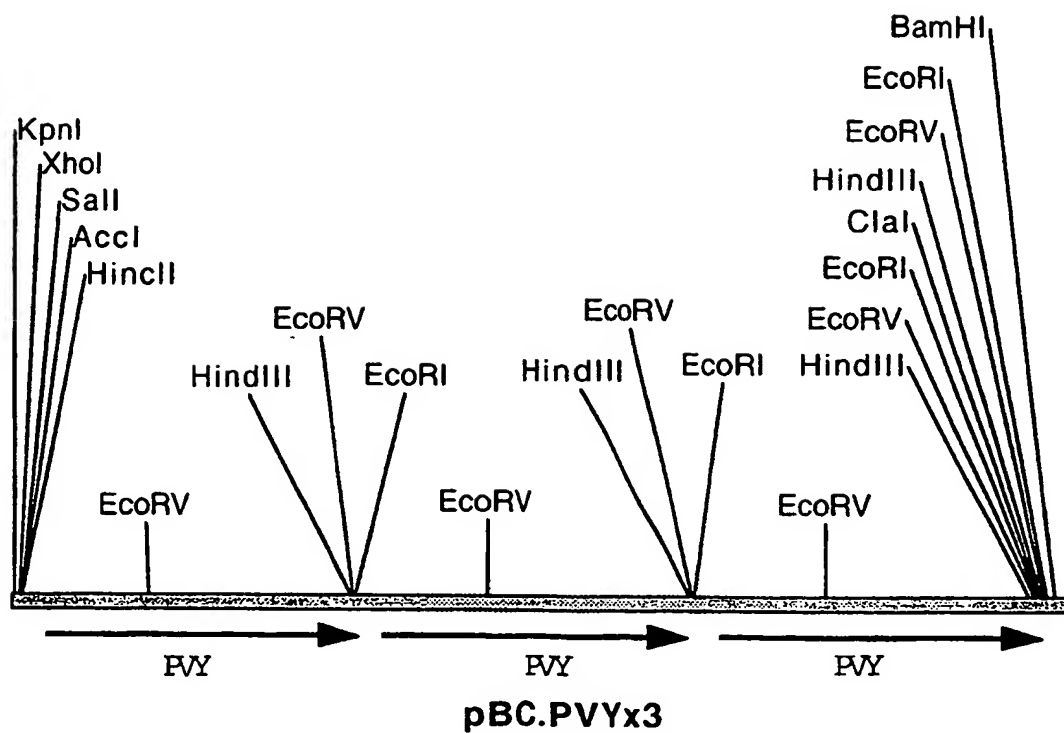 BamHI
EcoRI
KpnI
EcoRV
XhoI
HindIII
SalI
ClaI
AccI
EcoRI
HincII
EcoRV
EcoRV
EcoRV
HindIII
EcoRI
HindIII
EcoRI
HindIII
EcoRV
EcoRV
EcoRV
PVY
PVY
PVY
pBC.PVYx3